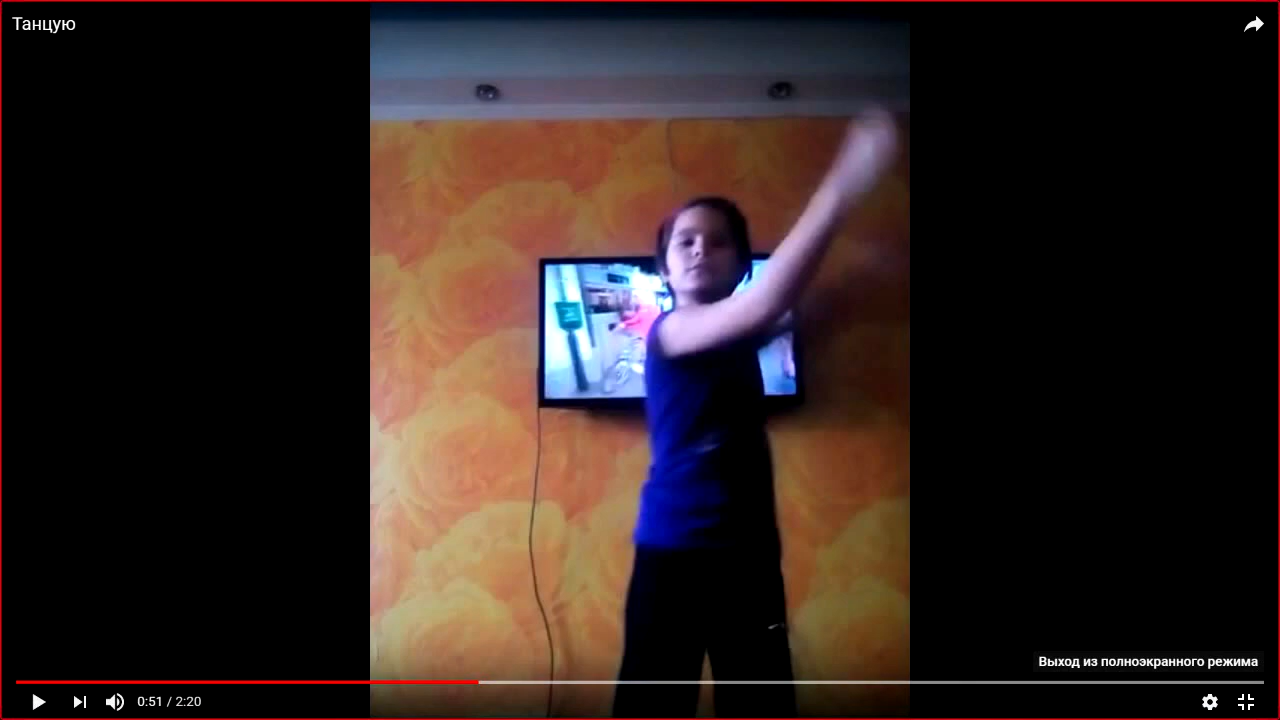 Танцую
Выход из полноэкранного режима
0:51 / 2:20